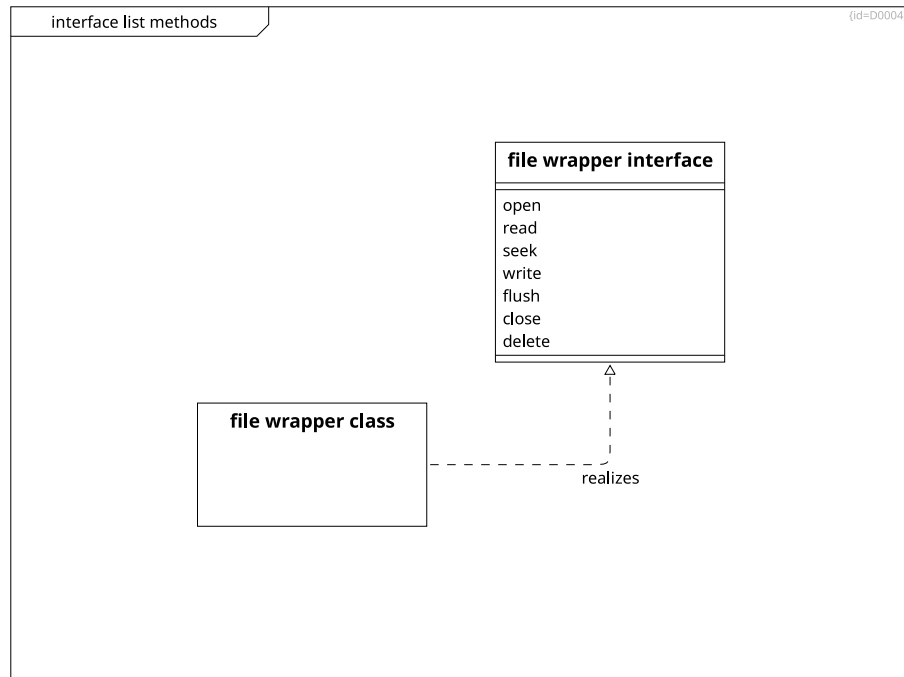 interface list methods
{id=D0004
file wrapper interface
open
read
seek
write
flush
close
delete
file wrapper class
realizes